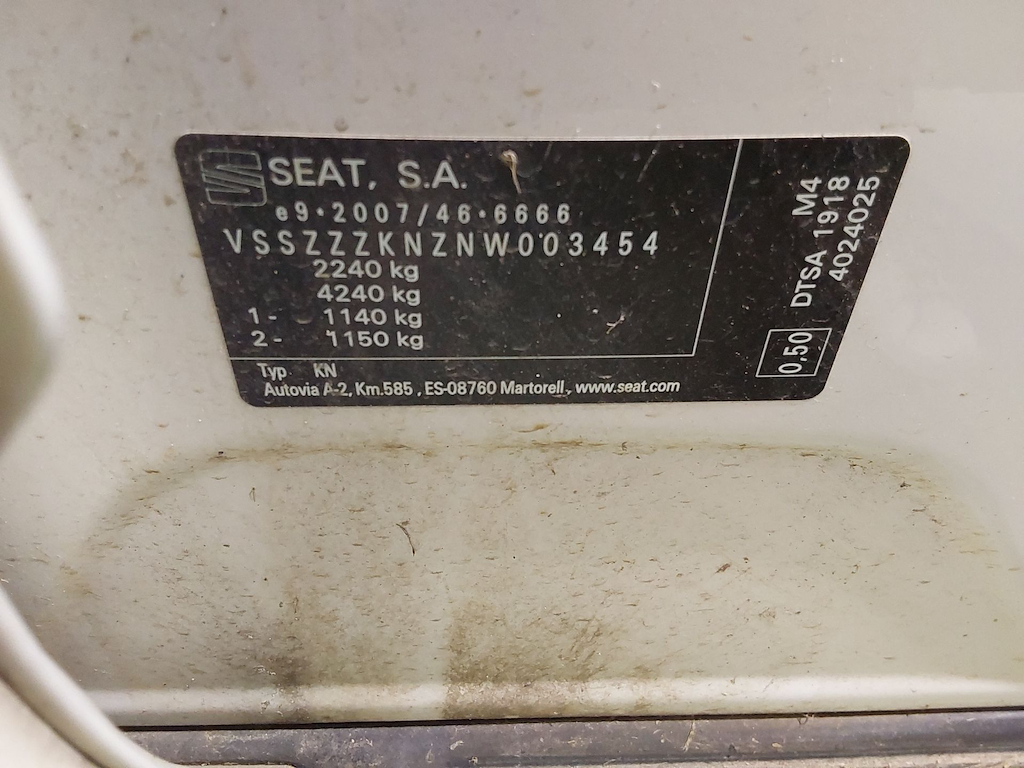 SEAT, S.A.
e9*2007/46*6666
VSSZZZKNZNW003454
2240 kg
4240 kg
1- 1140 kg
2- 1150 kg
Typ KN
Autovia A-2, Km.585 , ES-08760 Martorell , www.seat.com
M4
DTSA 1918
4024025
0,50